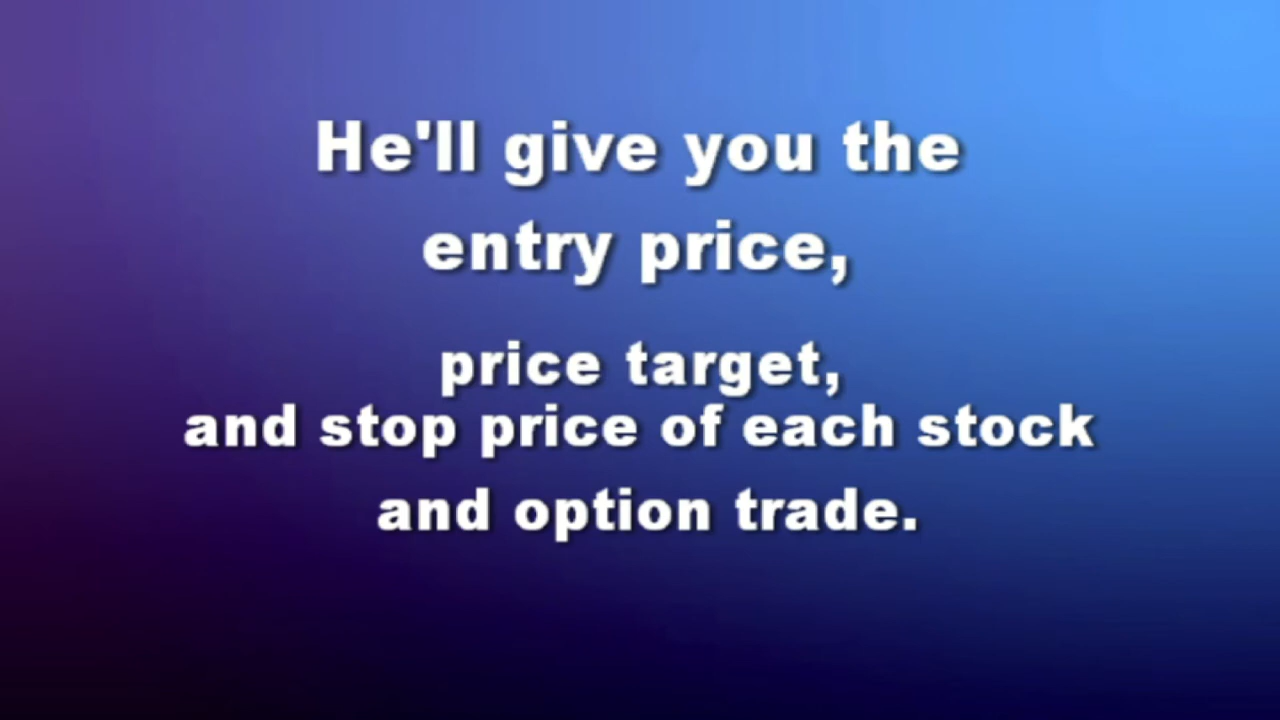 He'll give you the
entry price,
price target,
and stop price of each stock
and option trade.